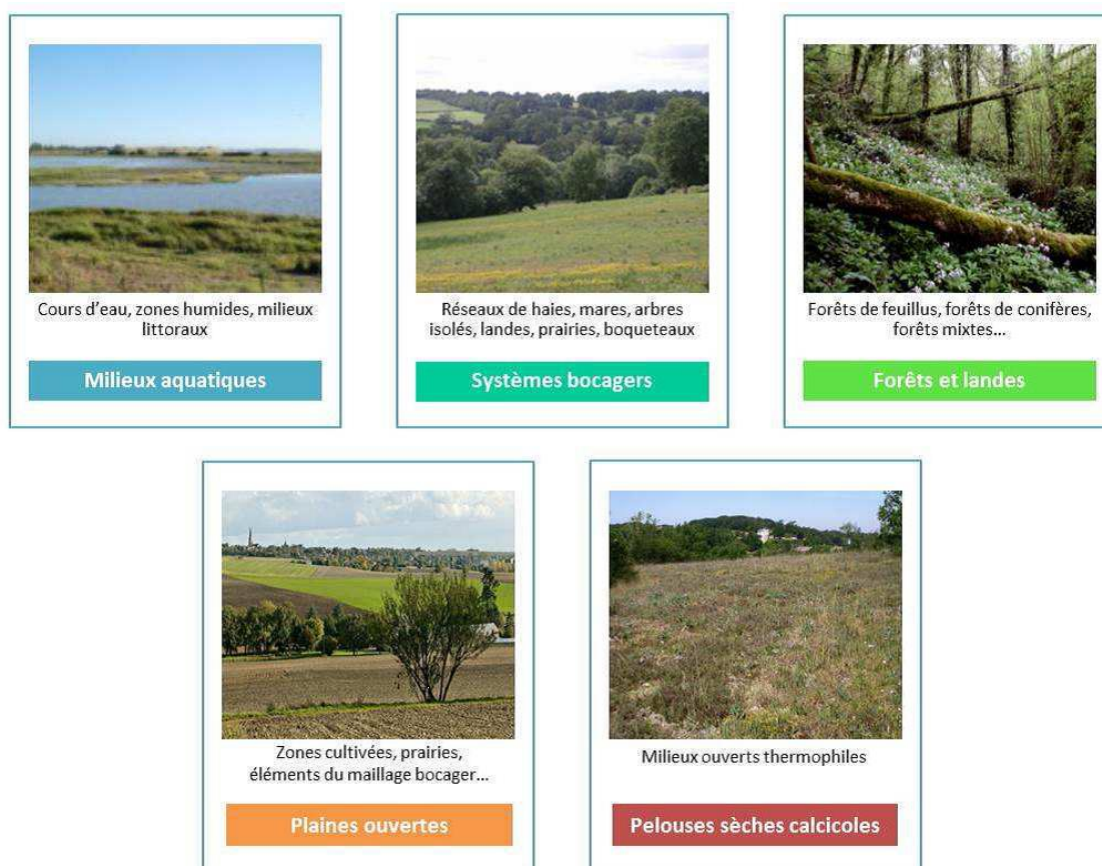 Cours d'eau, zones humides, milieux
littoraux
Milieux aquatiques
Réseaux de haies, mares, arbres
isolés, landes, prairies, boqueteaux
Systèmes bocagers
Forêts de feuillus, forêts de conifères,
forêts mixtes...
Forêts et landes
Zones cultivées, prairies,
éléments du maillage bocager...
Plaines ouvertes
Milieux ouverts thermophiles
Pelouses sèches calcicoles